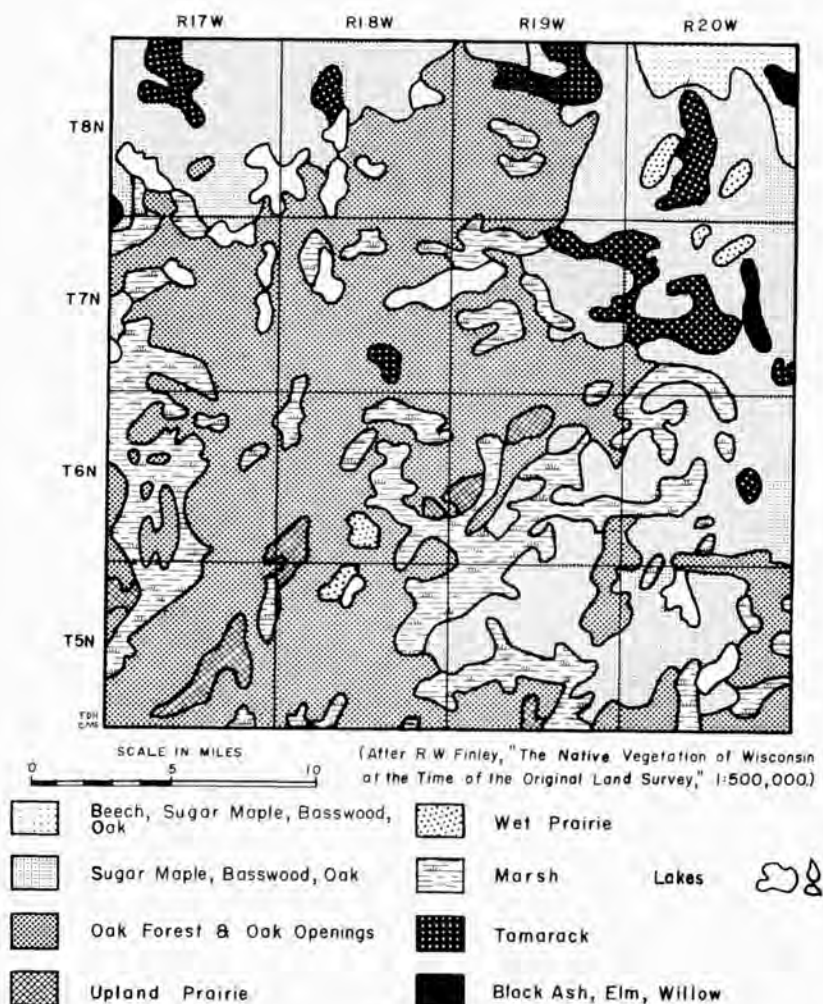 R17W R18W R19W R20W
T8N
T7N
T6N
T5N
TDH
CMS
SCALE IN MILES
0 5 10
(After R.W. Finley, "The Native Vegetation of Wisconsin
at the Time of the Original Land Survey," 1:500,000.)
Beech, Sugar Maple, Basswood,
Oak
Sugar Maple, Basswood, Oak
Oak Forest & Oak Openings
Upland Prairie
Wet Prairie
Marsh Lakes
Tamarack
Black Ash, Elm, Willow